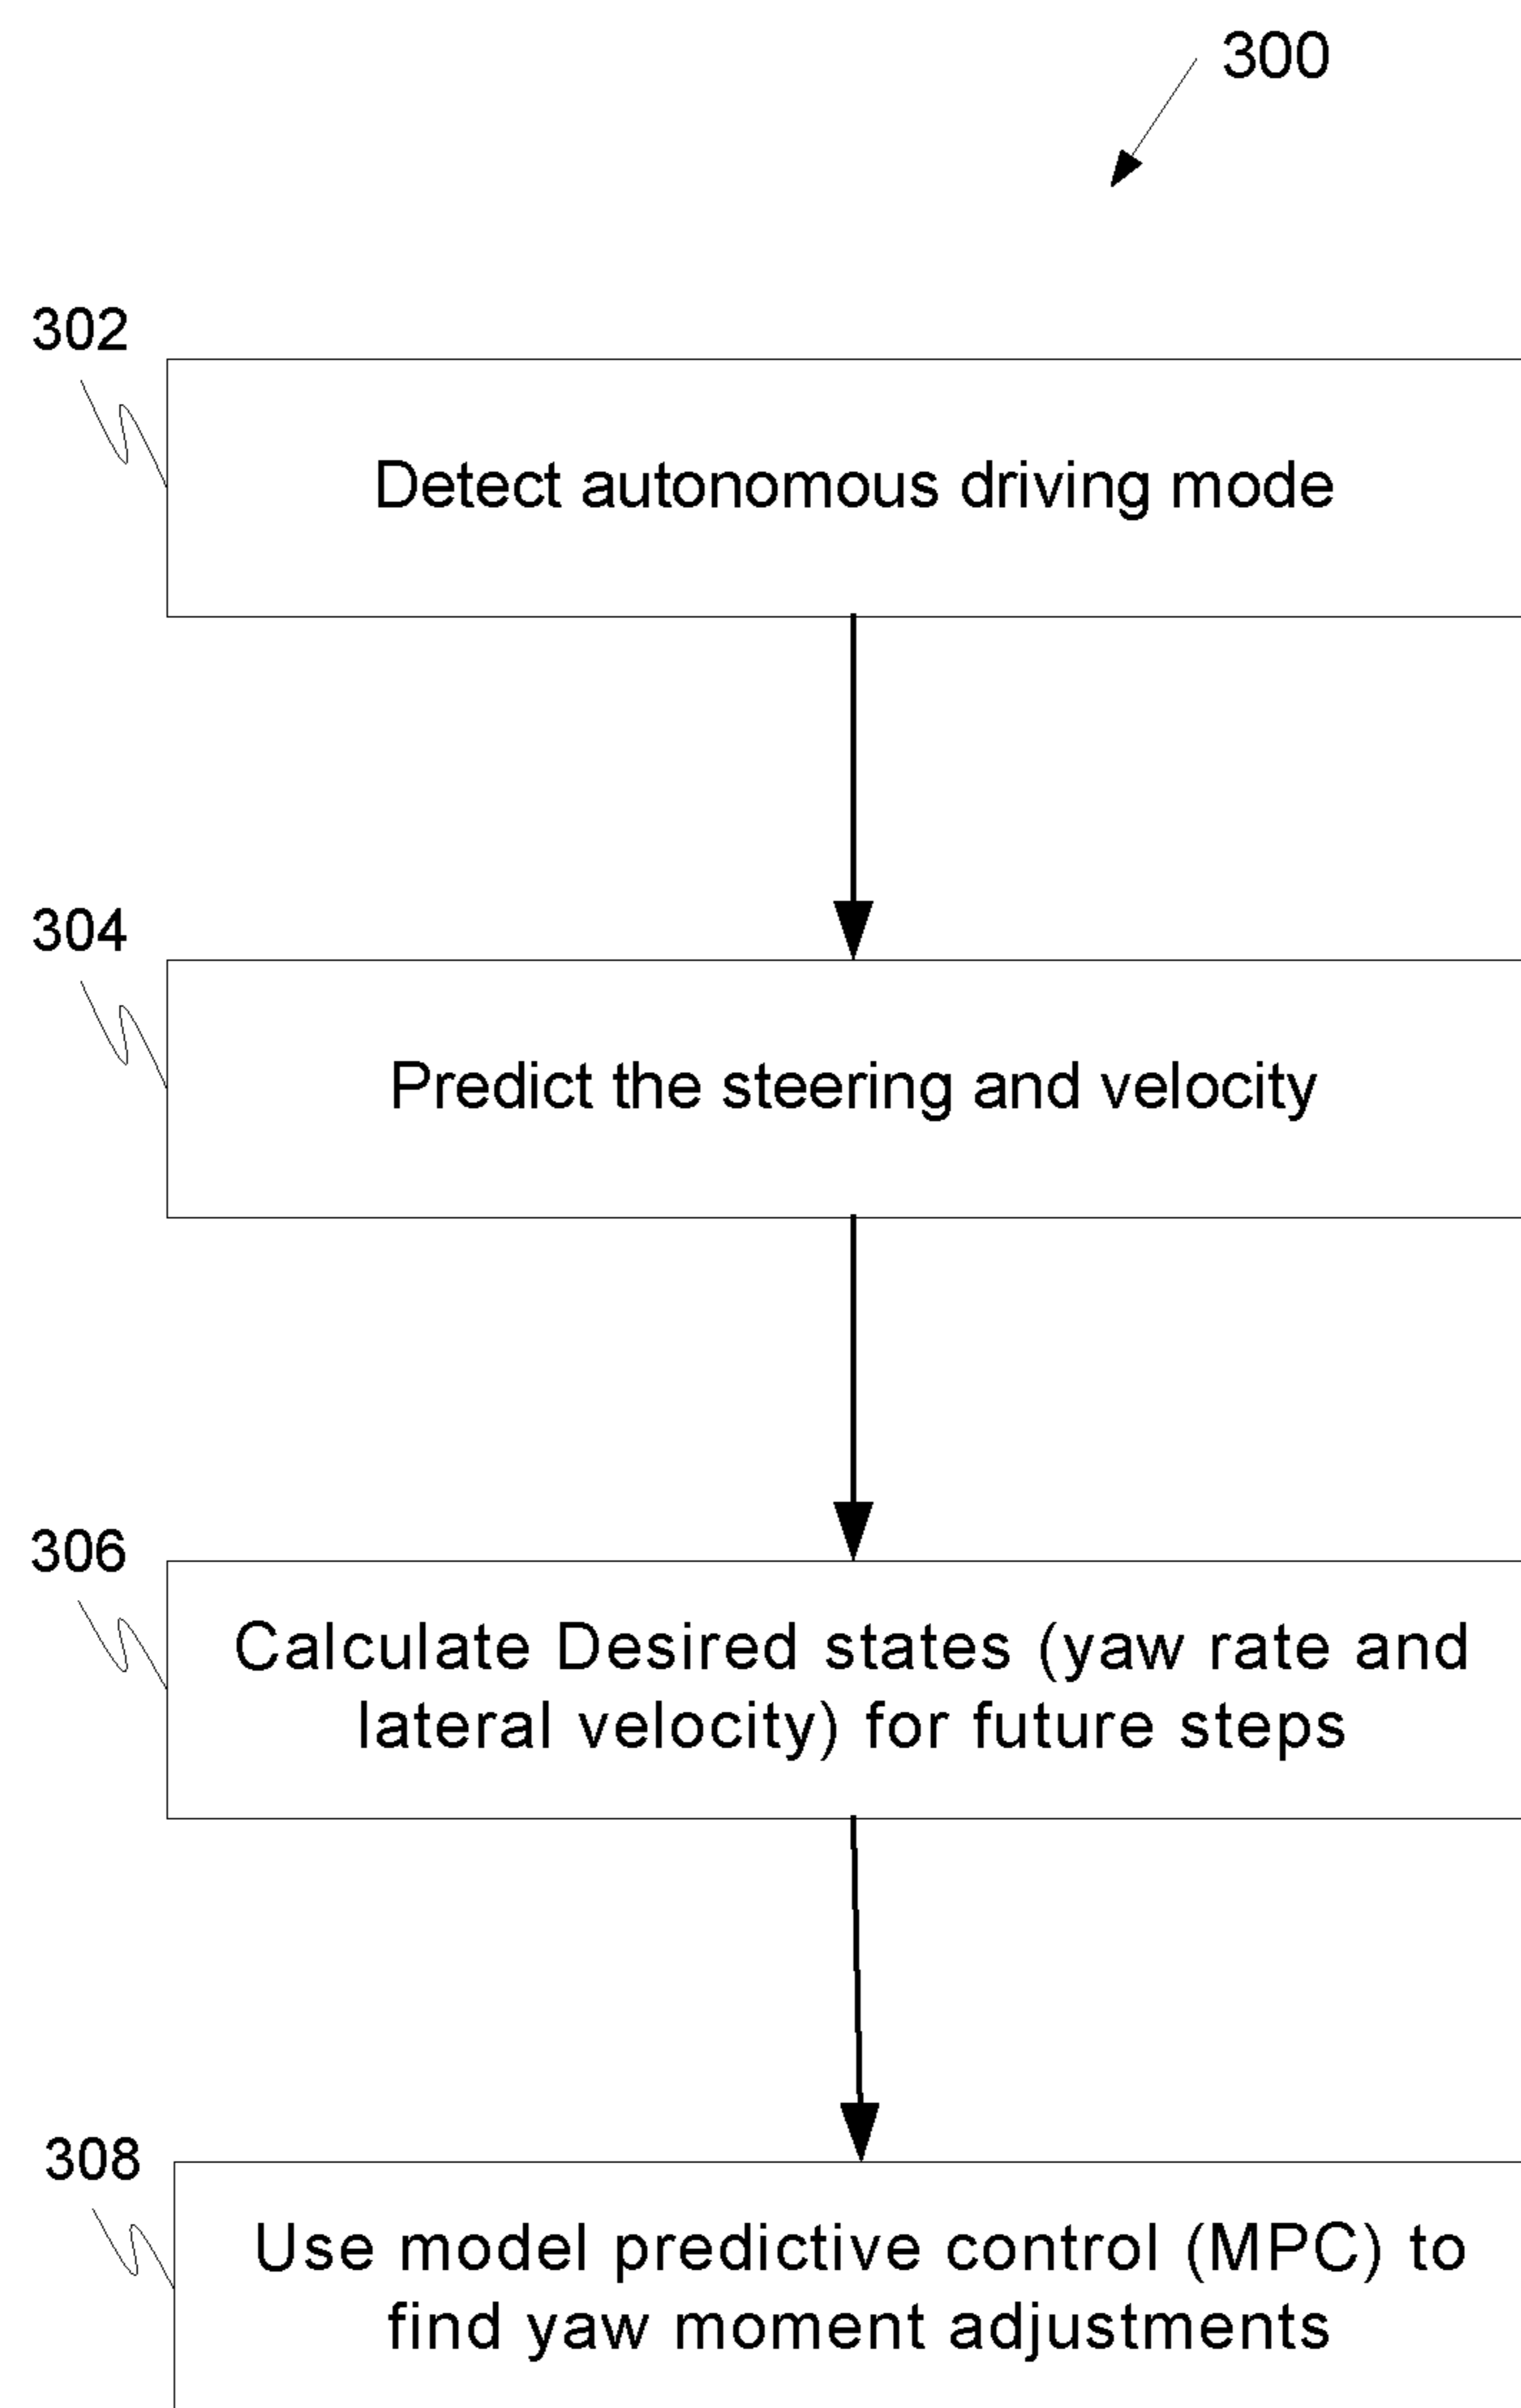 300
302
Detect autonomous driving mode
304
Predict the steering and velocity
306
Calculate Desired states (yaw rate and
lateral velocity) for future steps
308
Use model predictive control (MPC) to
find yaw moment adjustments